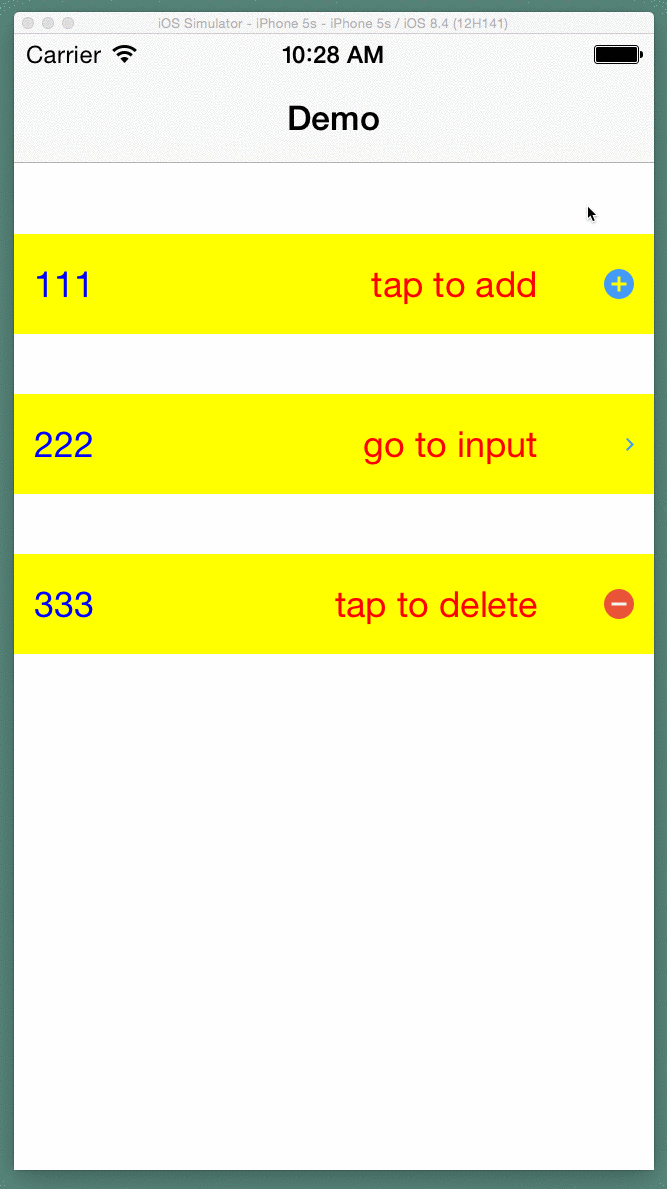 iOS Simulator - iPhone 5s - iPhone 5s / iOS 8.4 (12H141)
Carrier 10:28 AM
Demo
111 tap to add
222 go to input
333 tap to delete